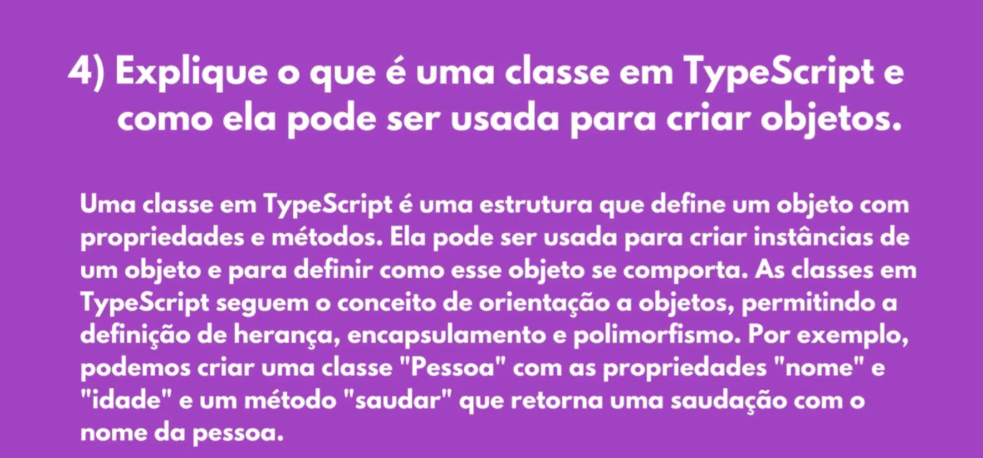 4) Explique o que é uma classe em TypeScript e
como ela pode ser usada para criar objetos.
Uma classe em TypeScript é uma estrutura que define um objeto com
propriedades e métodos. Ela pode ser usada para criar instâncias de
um objeto e para definir como esse objeto se comporta. As classes em
TypeScript seguem o conceito de orientação a objetos, permitindo a
definição de herança, encapsulamento e polimorfismo. Por exemplo,
podemos criar uma classe "Pessoa" com as propriedades "nome" e
"idade" e um método "saudar" que retorna uma saudação com o
nome da pessoa.